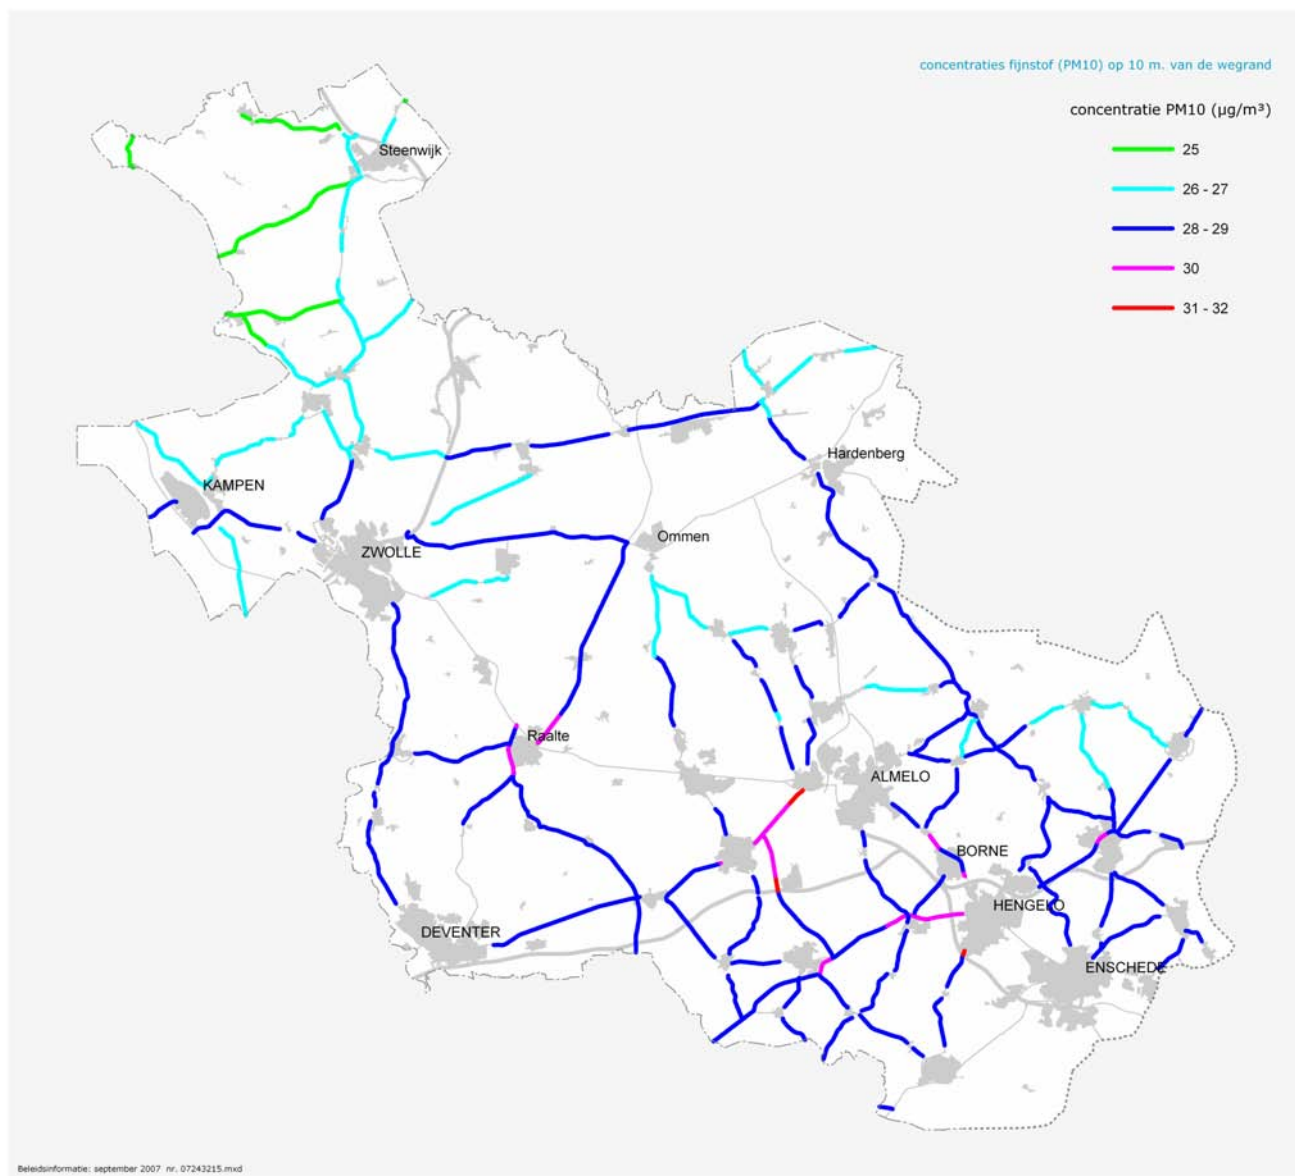 concentraties fijnstof (PM10) op 10 m. van de wegrand
concentratie PM10 (µg/m³)
25
26 - 27
28 - 29
30
31 - 32
Steenwijk
Hardenberg
KAMPEN
Ommen
ZWOLLE
Raalte
ALMELO
BORNE
HENGELO
DEVENTER
ENSCHEDE
Beleidsinformatie: september 2007 nr. 07243215.mxd